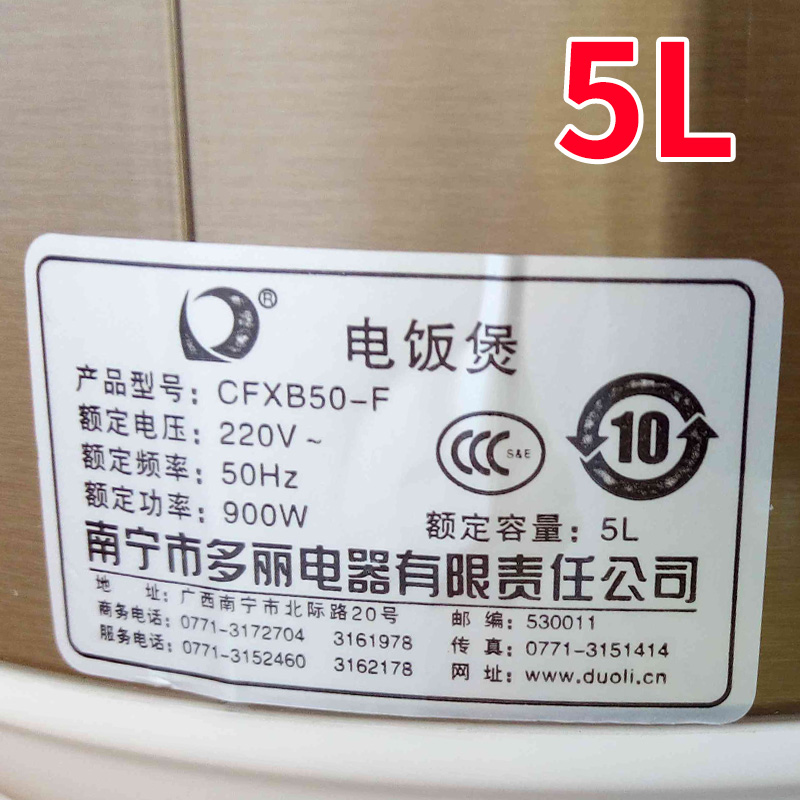 5L
®
电饭煲
产品型号：CFXB50-F
额定电压：220V～
额定频率：50Hz
额定功率：900W
CCC S&E
10
额定容量：5L
南宁市多丽电器有限责任公司
地 址：广西南宁市北际路20号 邮 编：530011
商务电话：0771-3172704 3161978 传 真：0771-3151414
服务电话：0771-3152460 3162178 网 址：www.duoli.cn